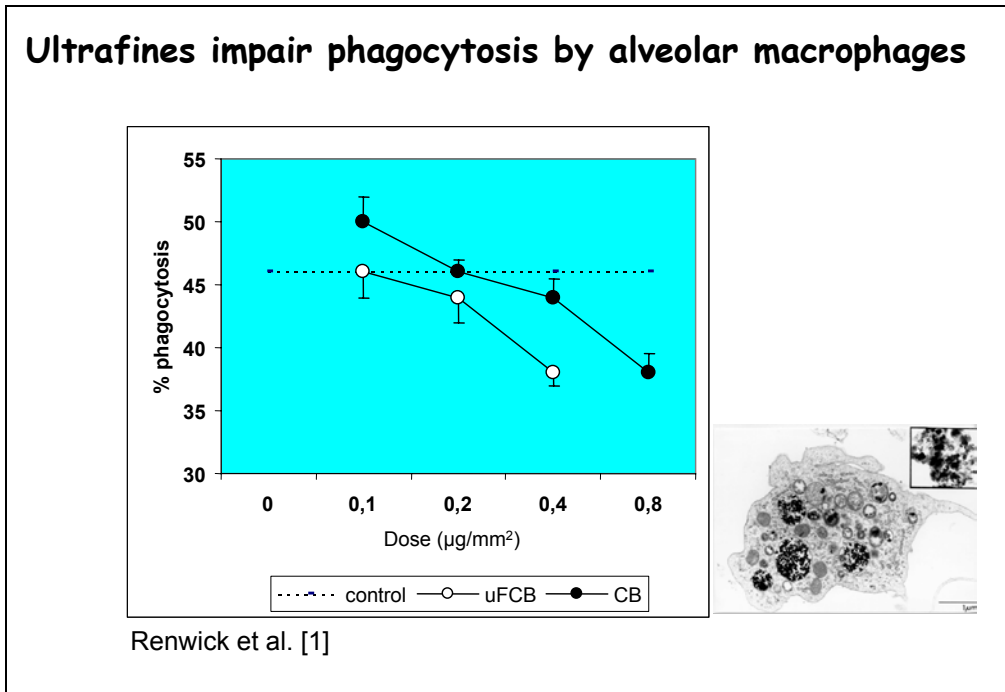 Ultrafines impair phagocytosis by alveolar macrophages
55
50
45
40
35
30
% phagocytosis
0 0,1 0,2 0,4 0,8
Dose (µg/mm²)
control uFCB CB
Renwick et al. [1]